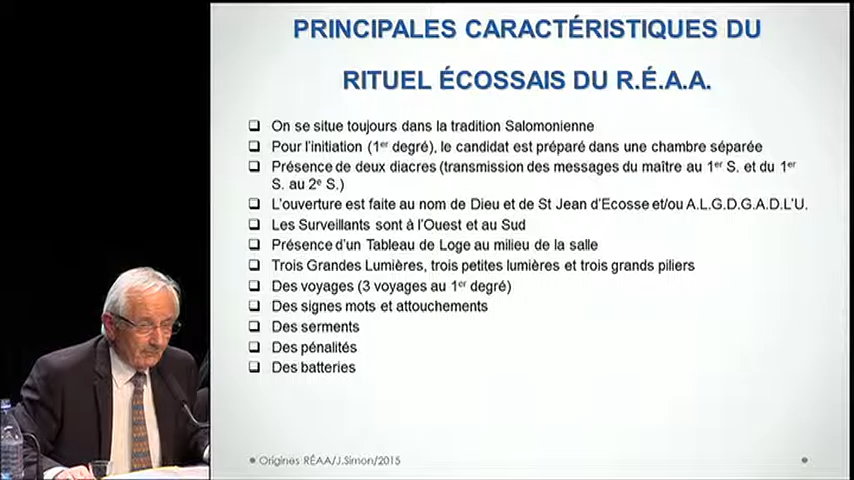 PRINCIPALES CARACTÉRISTIQUES DU
RITUEL ÉCOSSAIS DU R.É.A.A.
On se situe toujours dans la tradition Salomonienne
Pour l'initiation (1er degré), le candidat est préparé dans une chambre séparée
Présence de deux diacres (transmission des messages du maître au 1er S. et du 1er
S. au 2e S.)
L'ouverture est faite au nom de Dieu et de St Jean d'Ecosse et/ou A.L.G.D.G.A.D.L'U.
Les Surveillants sont à l'Ouest et au Sud
Présence d'un Tableau de Loge au milieu de la salle
Trois Grandes Lumières, trois petites lumières et trois grands piliers
Des voyages (3 voyages au 1er degré)
Des signes mots et attouchements
Des serments
Des pénalités
Des batteries
Origines RÉAA/J.Simon/2015